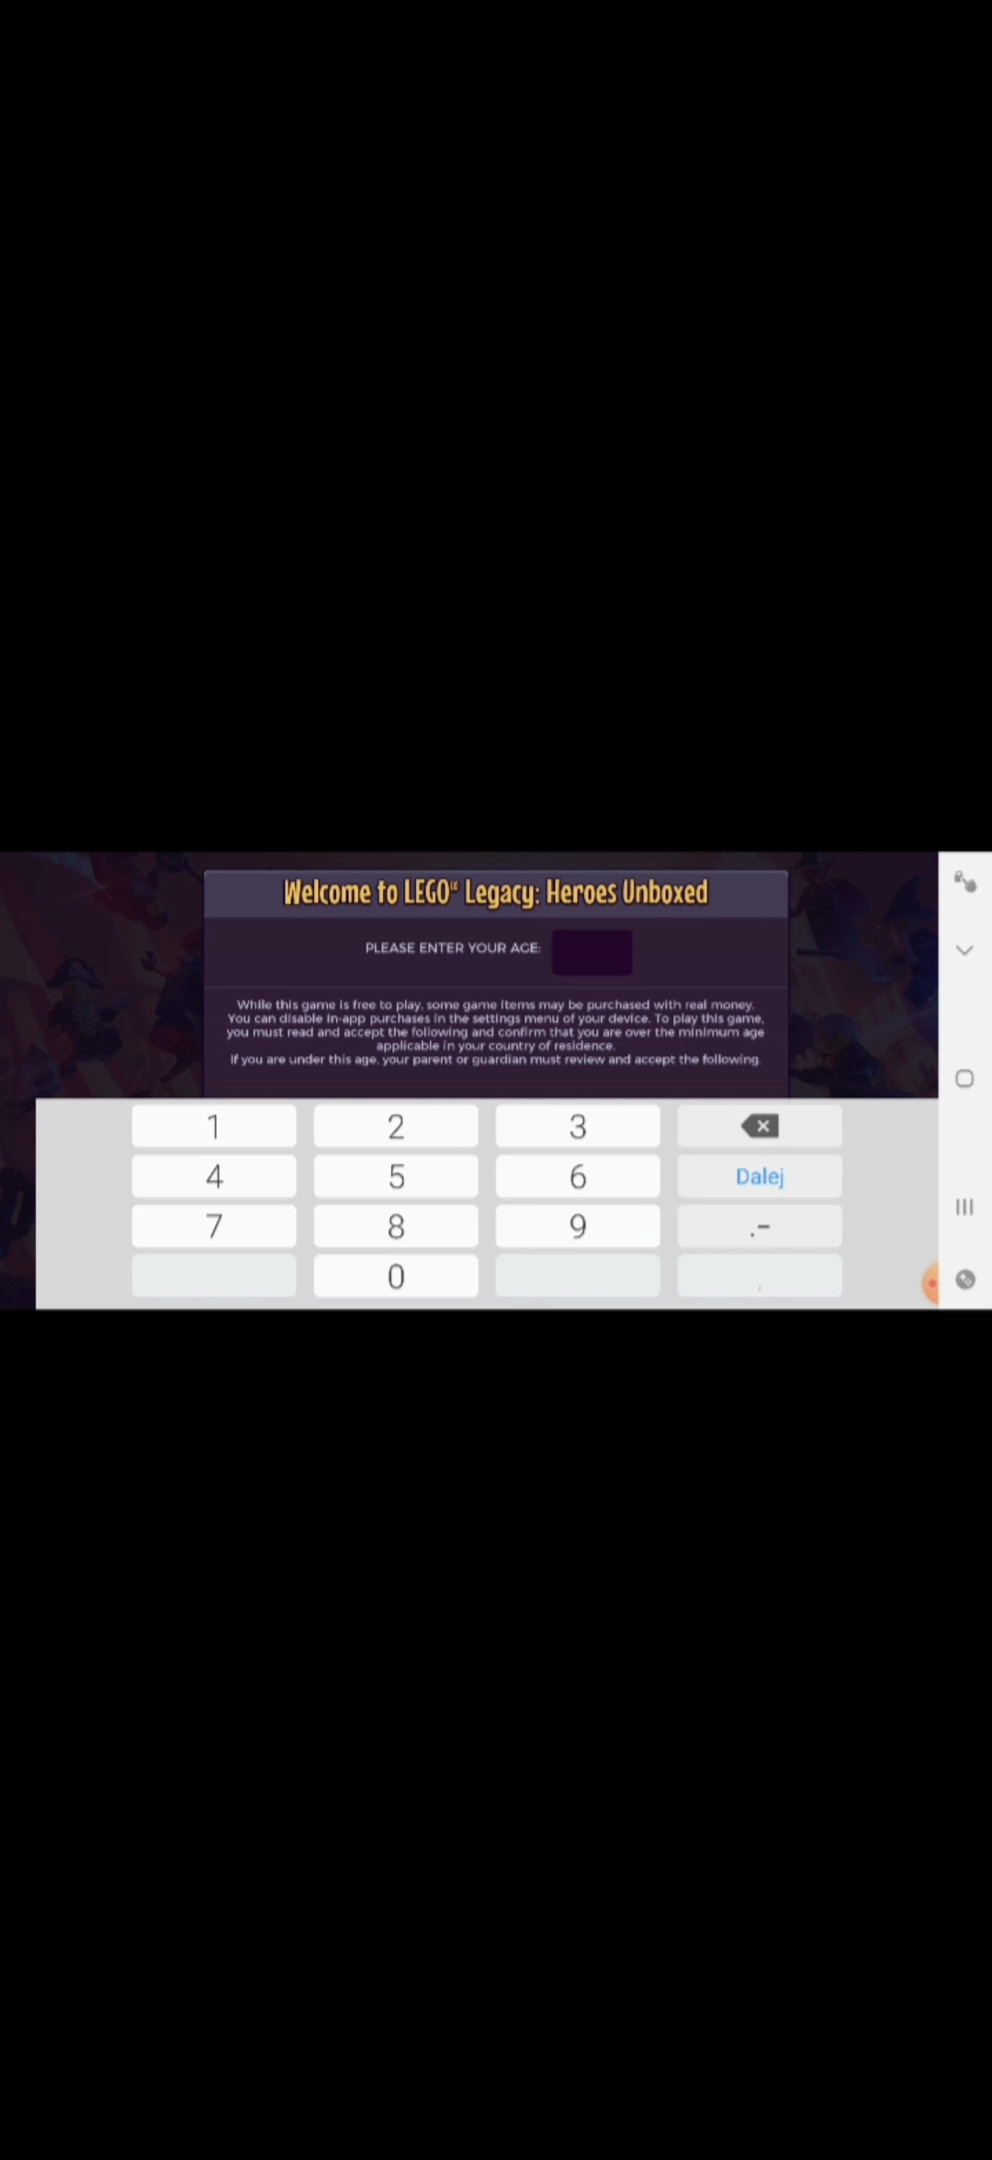 Welcome to LEGO® Legacy: Heroes Unboxed
PLEASE ENTER YOUR AGE:
While this game is free to play, some game items may be purchased with real money.
You can disable in-app purchases in the settings menu of your device. To play this game,
you must read and accept the following and confirm that you are over the minimum age
applicable in your country of residence.
If you are under this age, your parent or guardian must review and accept the following.
1 2 3
4 5 6 Dalej
7 8 9 .-
0 ,